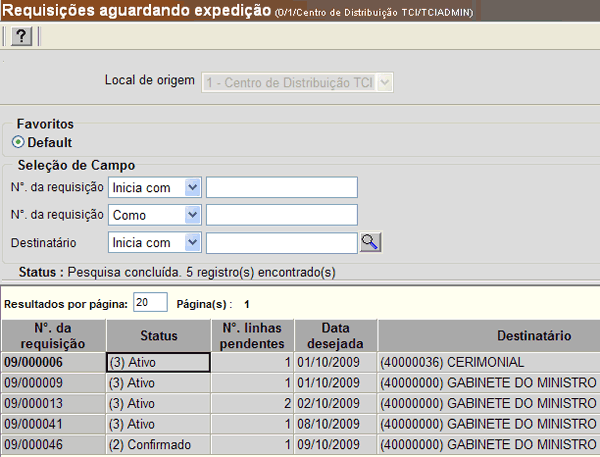 Requisições aguardando expedição (0/1/Centro de Distribuição TCI/TCIADMIN)
?
Local de origem 1 - Centro de Distribuição TCI
Favoritos
Default
Seleção de Campo
N°. da requisição Inicia com
N°. da requisição Como
Destinatário Inicia com
Status : Pesquisa concluída. 5 registro(s) encontrado(s)
Resultados por página: 20 Página(s) : 1
N°. da requisição Status N°. linhas pendentes Data desejada Destinatário
09/000006 (3) Ativo 1 01/10/2009 (40000036) CERIMONIAL
09/000009 (3) Ativo 1 01/10/2009 (40000000) GABINETE DO MINISTRO
09/000013 (3) Ativo 2 02/10/2009 (40000000) GABINETE DO MINISTRO
09/000041 (3) Ativo 1 08/10/2009 (40000000) GABINETE DO MINISTRO
09/000046 (2) Confirmado 1 09/10/2009 (40000000) GABINETE DO MINISTRO